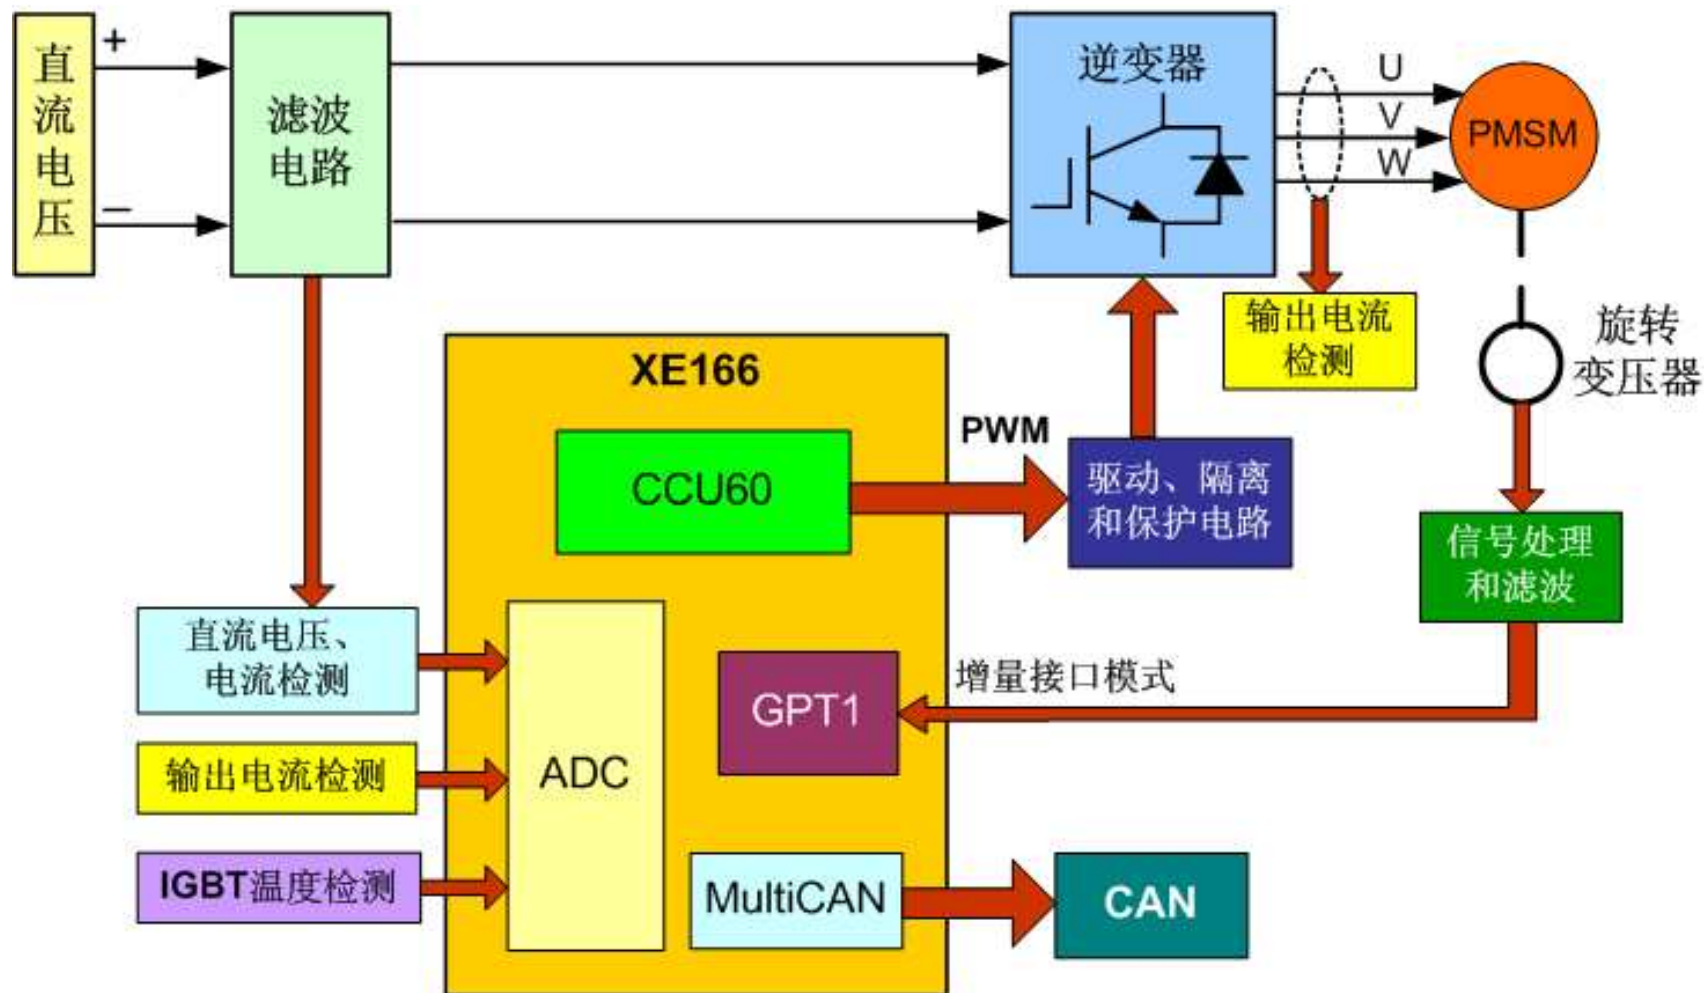 直
流
电
压
+
−
滤波
电路
逆变器
U
V
W
PMSM
输出电流
检测
旋转
变压器
XE166
CCU60
PWM
驱动、隔离
和保护电路
信号处理
和滤波
直流电压、
电流检测
输出电流检测
IGBT温度检测
ADC
GPT1
增量接口模式
MultiCAN
CAN